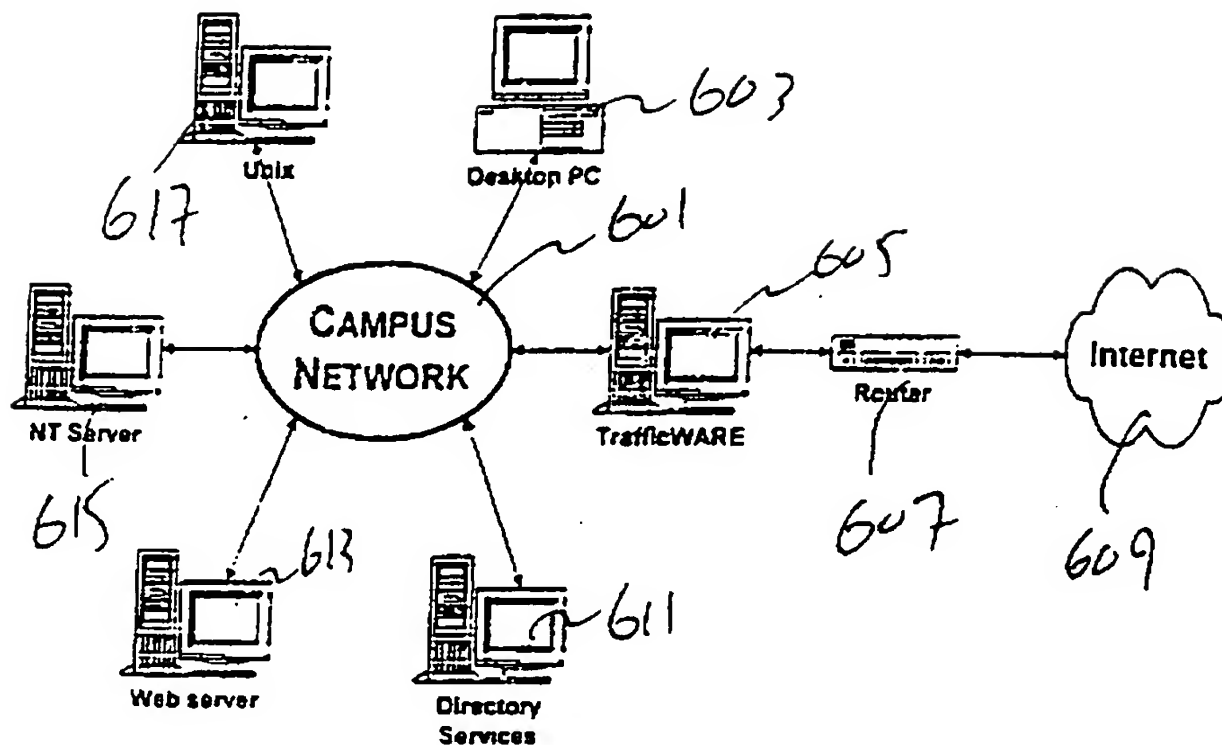 603
Unix
Desktop PC
617
601
605
CAMPUS
NETWORK
Internet
Router
NT Server
TrafficWARE
615
607
609
613
611
Web server
Directory
Services